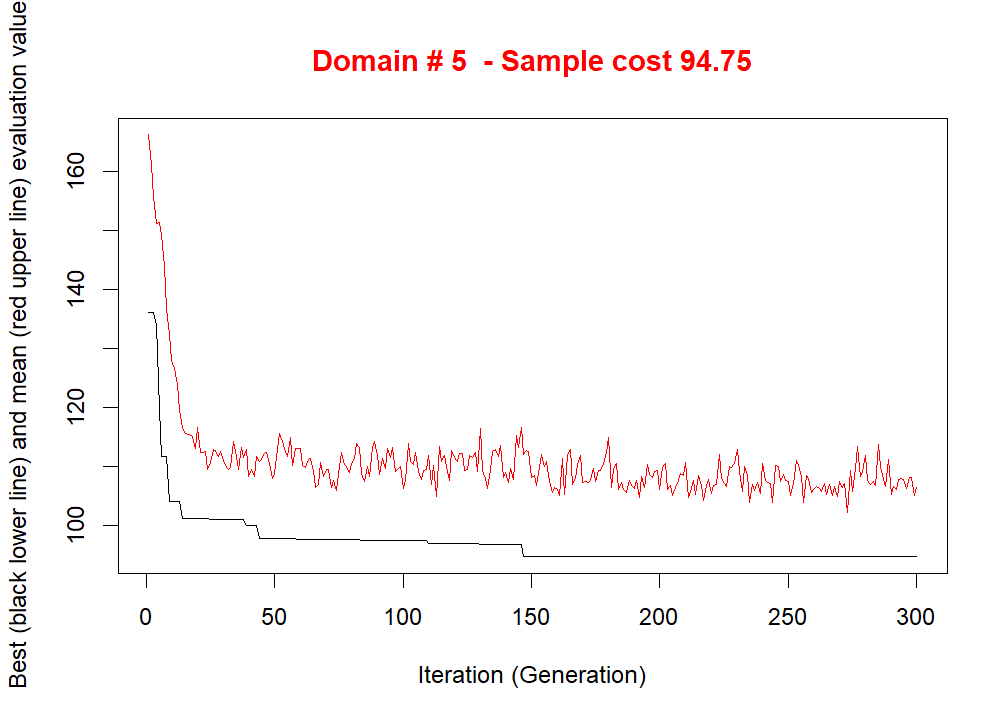 Domain # 5  - Sample cost 94.75
Best (black lower line) and mean (red upper line) evaluation value
160
140
120
100
0 50 100 150 200 250 300
Iteration (Generation)